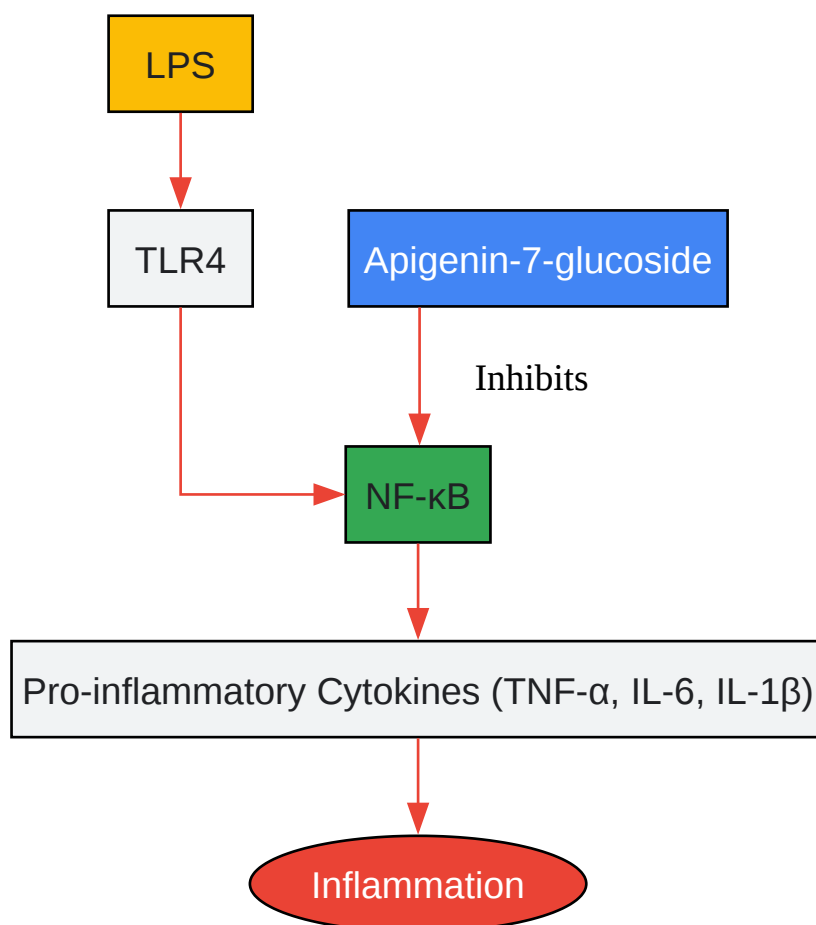 LPS
TLR4
Apigenin-7-glucoside
Inhibits
NF-κB
Pro-inflammatory Cytokines (TNF-α, IL-6, IL-1β)
Inflammation